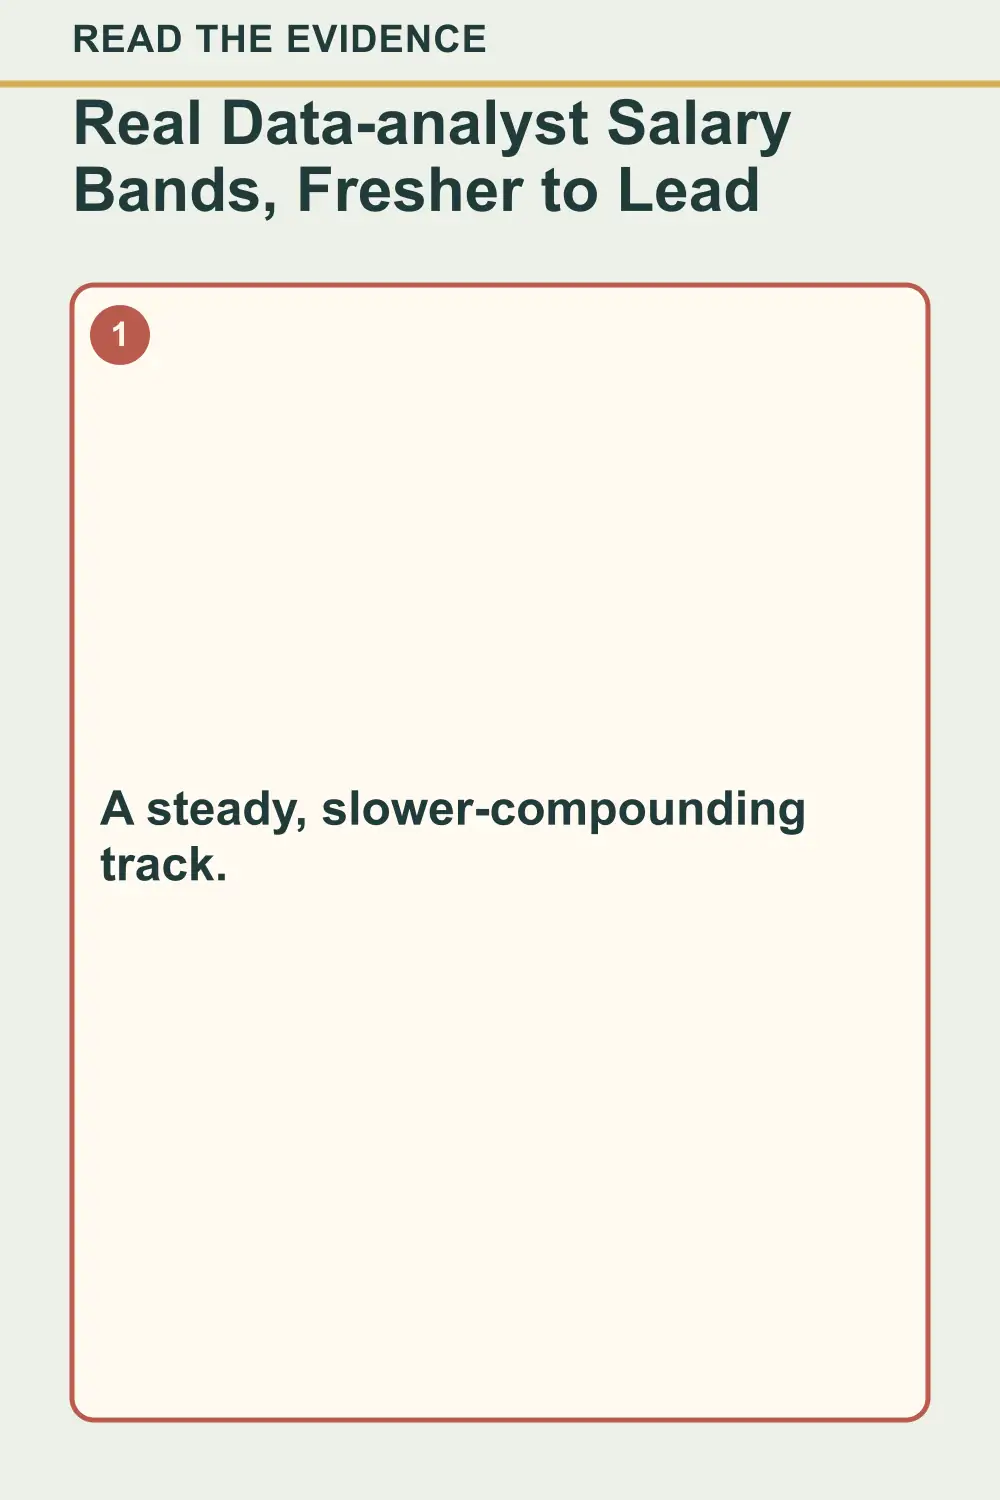 READ THE EVIDENCE
Real Data-analyst Salary
Bands, Fresher to Lead
1
A steady, slower-compounding
track.